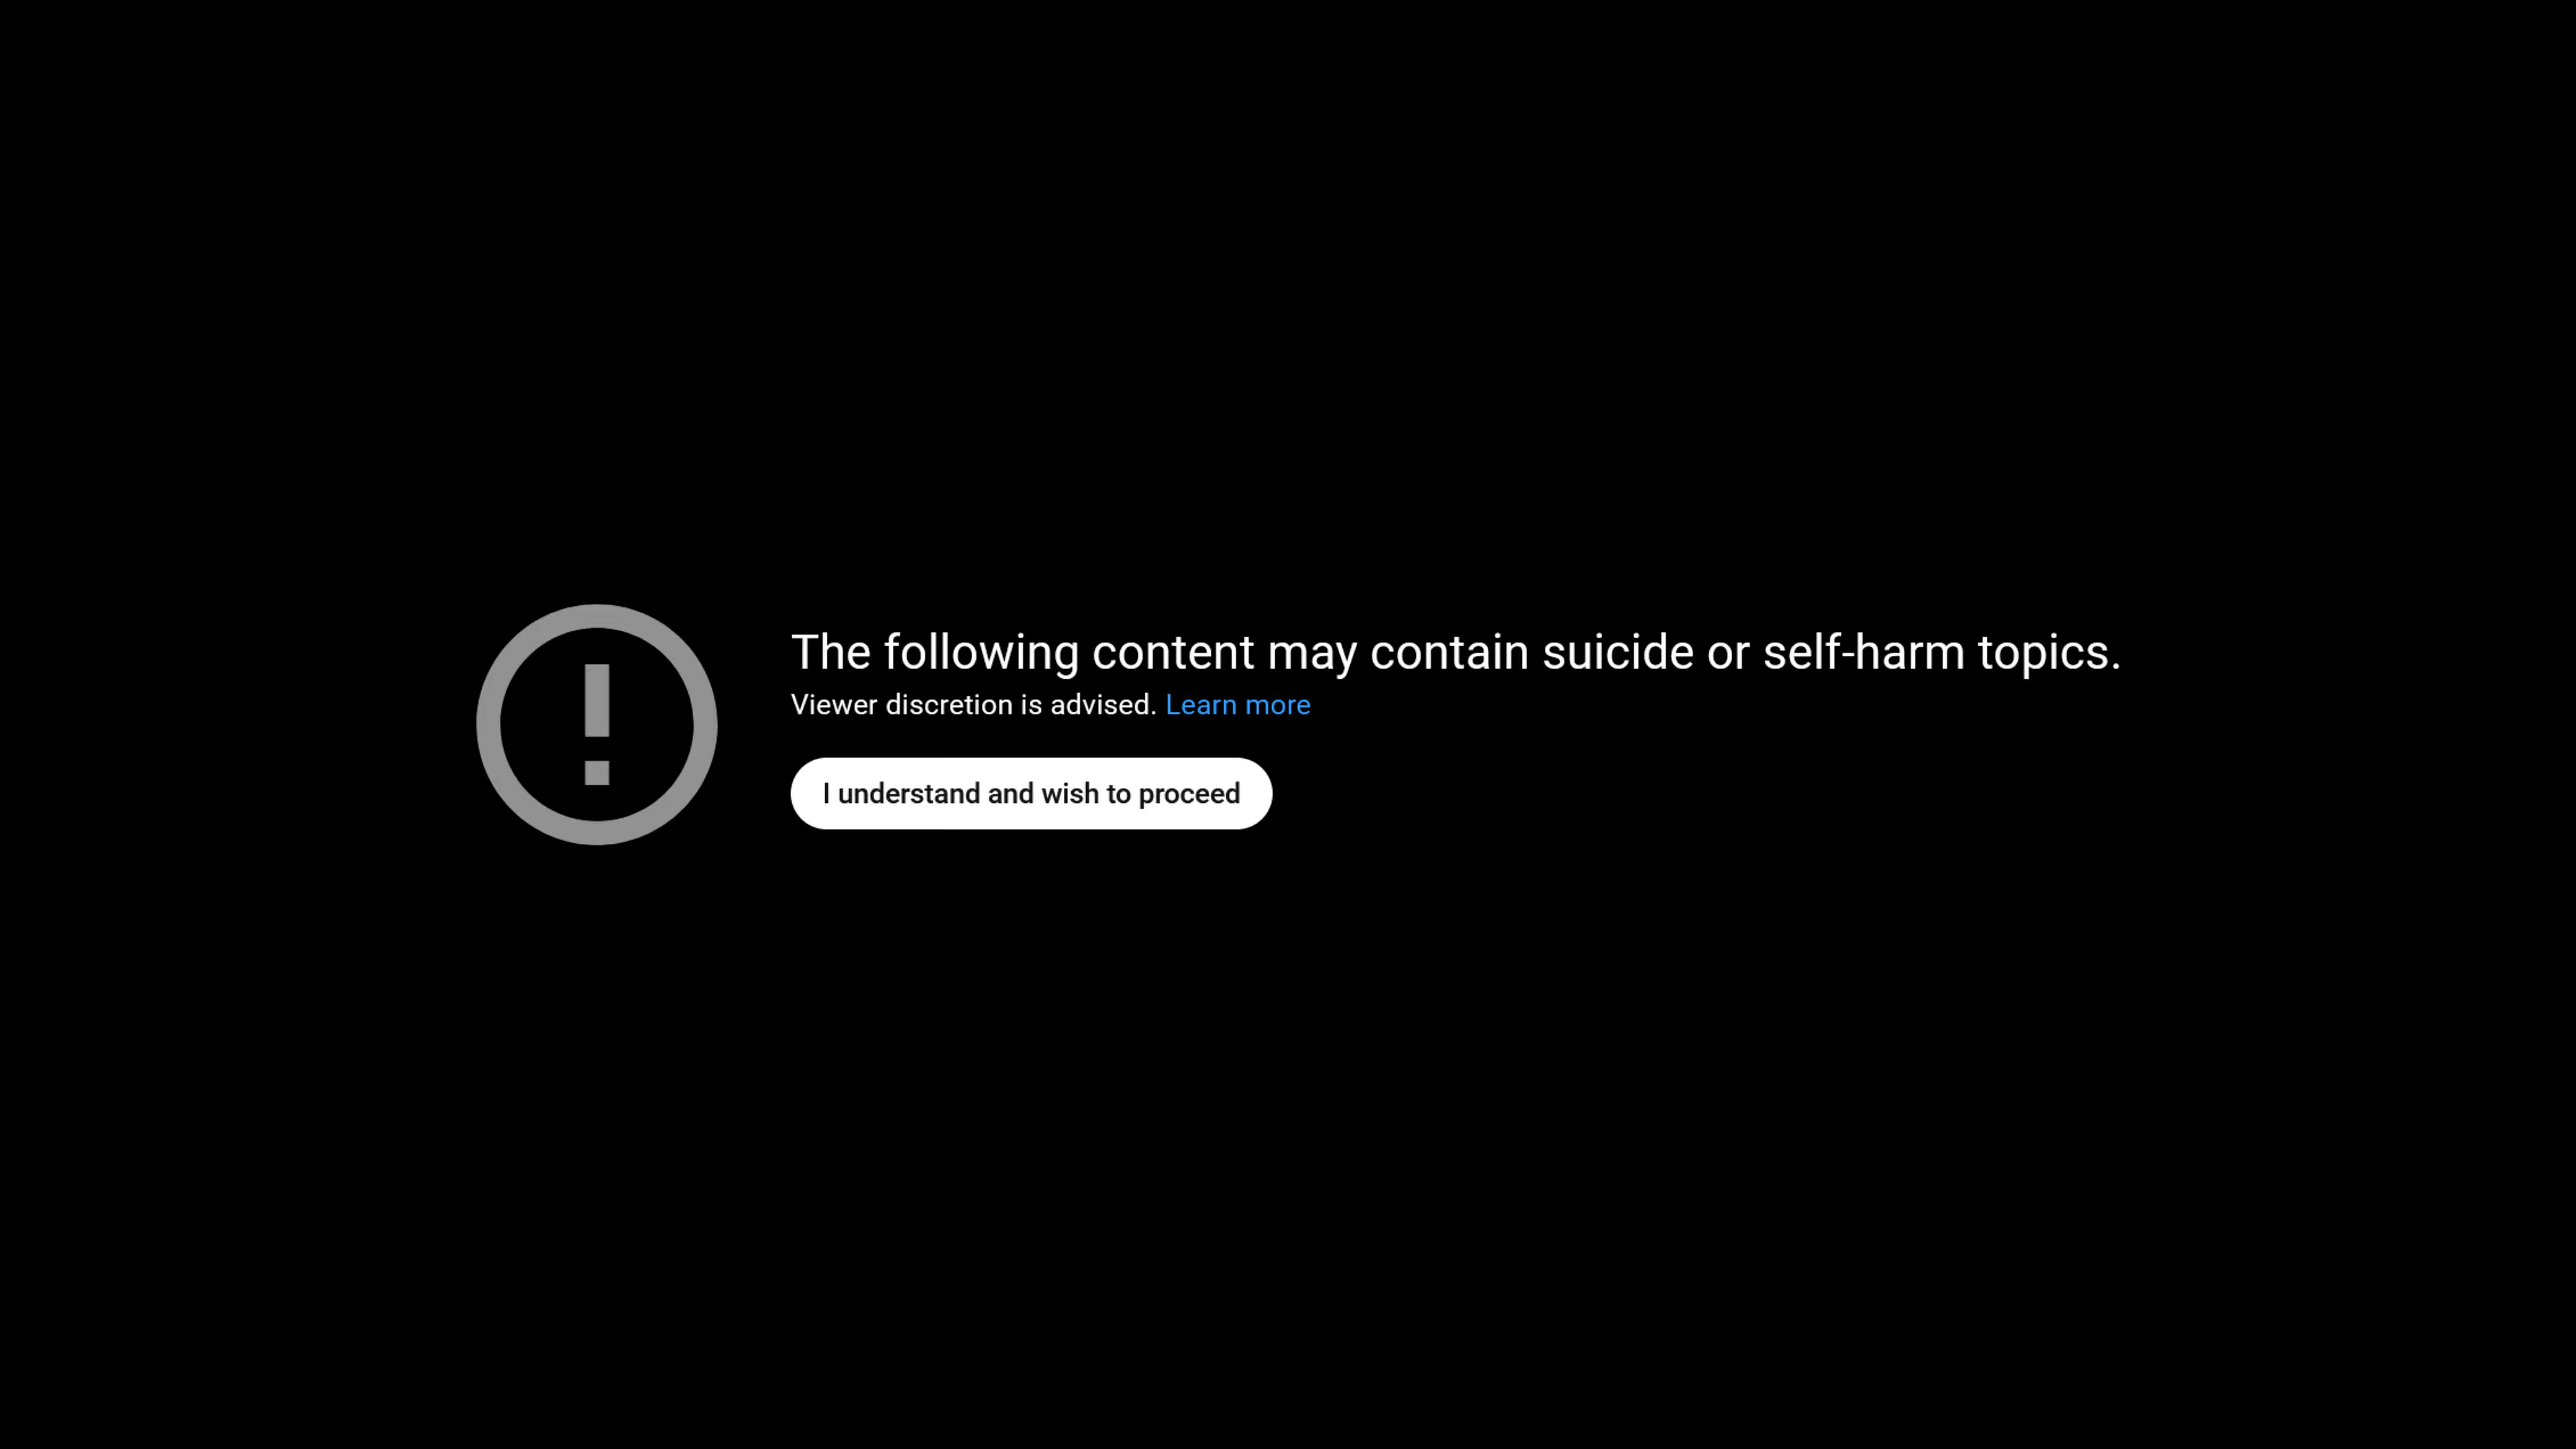 The following content may contain suicide or self-harm topics.
Viewer discretion is advised. Learn more
I understand and wish to proceed